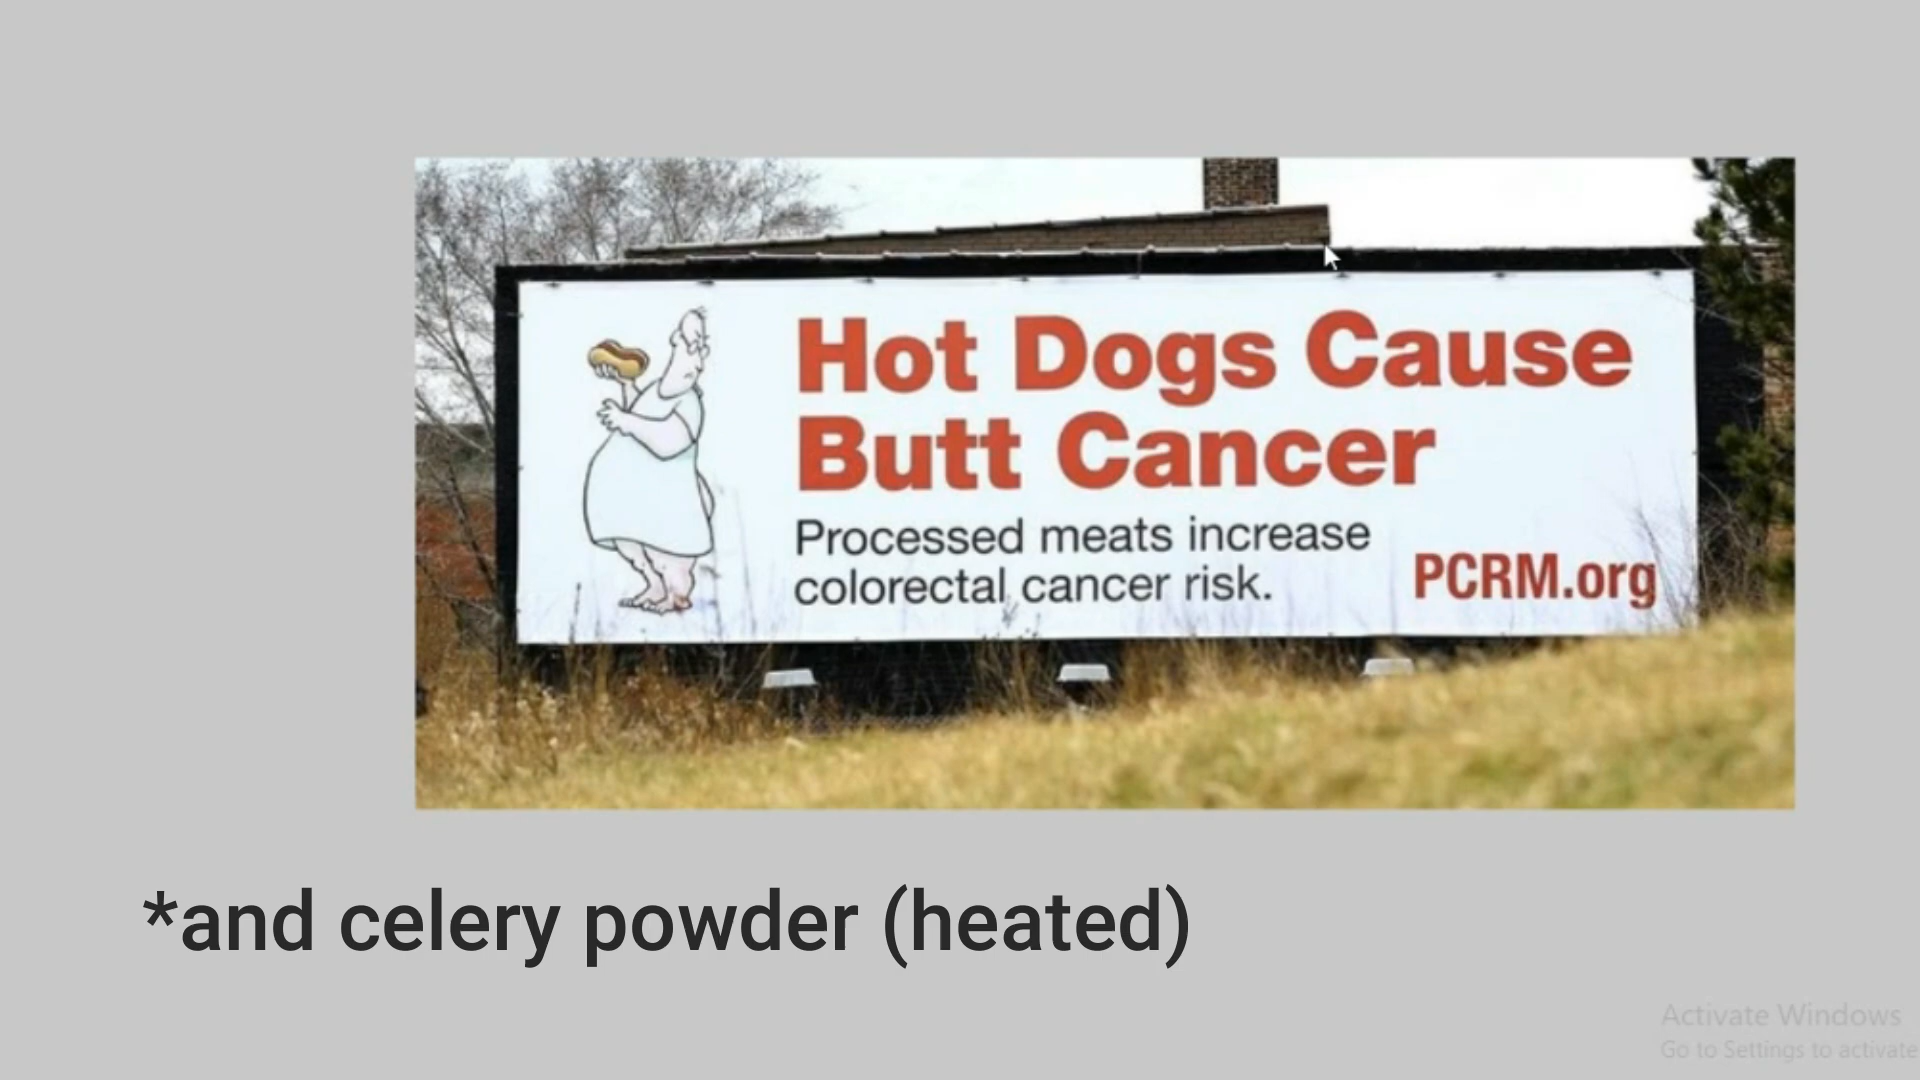 Hot Dogs Cause
Butt Cancer
Processed meats increase
colorectal cancer risk.
PCRM.org
*and celery powder (heated)
Activate Windows
Go to Settings to activate